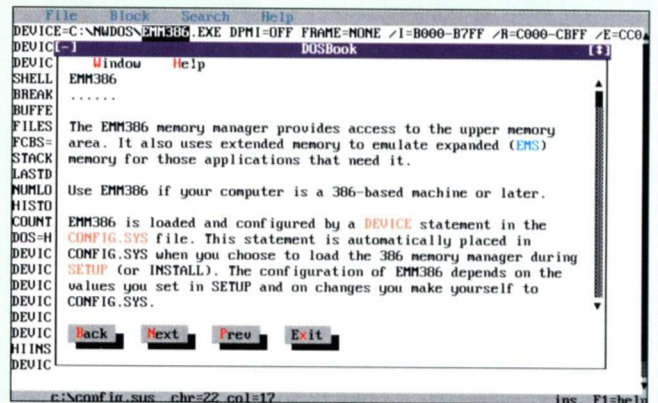 File Block Search Help
DEVICE=C:\NWDOS\EMM386.EXE DPMI=OFF FRAME=NONE /I=B000-B7FF /R=C000-CBFF /E=CC0
DEVIC [-] DOSBook [↕]
DEVIC Window Help
SHELL EMM386
BREAK ......
BUFFE
FILES The EMM386 memory manager provides access to the upper memory
FCBS= area. It also uses extended memory to emulate expanded (EMS)
STACK memory for those applications that need it.
LASTD
NUMLO Use EMM386 if your computer is a 386-based machine or later.
HISTO
COUNT EMM386 is loaded and configured by a DEVICE statement in the
DOS=H CONFIG.SYS file. This statement is automatically placed in
DEVIC CONFIG.SYS when you choose to load the 386 memory manager during
DEVIC SETUP (or INSTALL). The configuration of EMM386 depends on the
DEVIC values you set in SETUP and on changes you make yourself to
DEVIC CONFIG.SYS.
DEVIC
DEVIC Back Next Prev Exit
HIINS
DEVIC
c:\config.sys chr=22 col=17 ins F1=help